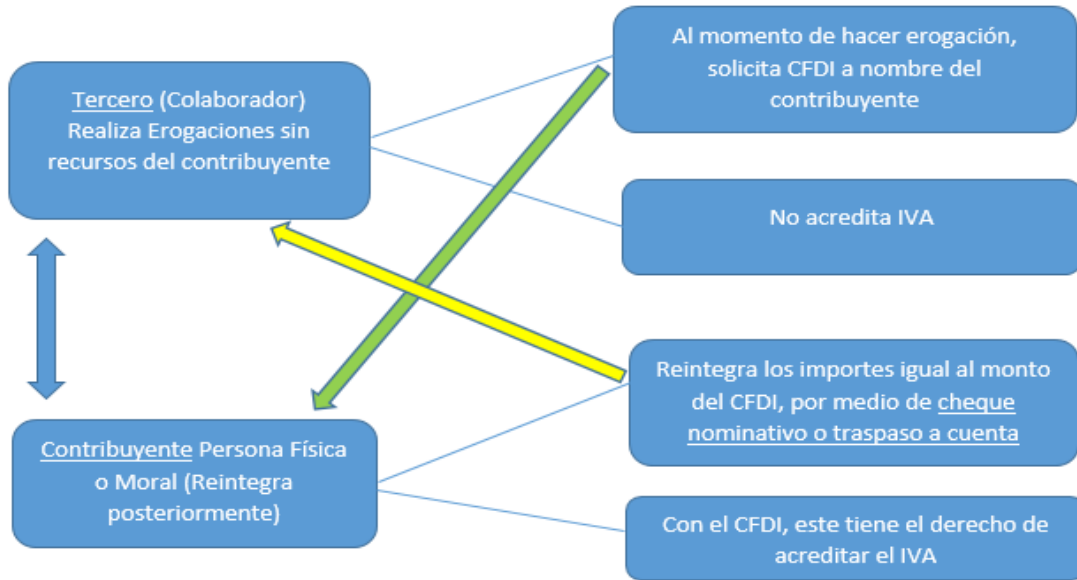 Tercero (Colaborador)
Realiza Erogaciones sin
recursos del contribuyente
Al momento de hacer erogación,
solicita CFDI a nombre del
contribuyente
No acredita IVA
Contribuyente Persona Física
o Moral (Reintegra
posteriormente)
Reintegra los importes igual al monto
del CFDI, por medio de cheque
nominativo o traspaso a cuenta
Con el CFDI, este tiene el derecho de
acreditar el IVA